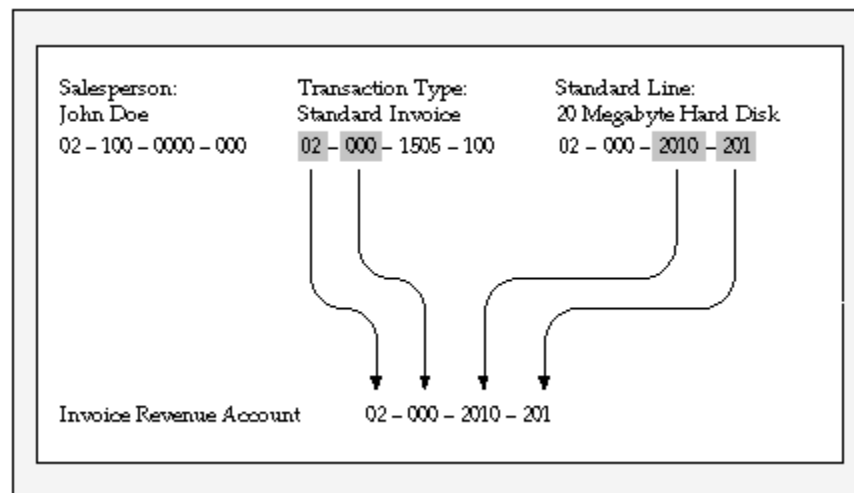 Salesperson:
John Doe
02 – 100 – 0000 – 000
Transaction Type:
Standard Invoice
02 – 000 – 1505 – 100
Standard Line:
20 Megabyte Hard Disk
02 – 000 – 2010 – 201
Invoice Revenue Account 02 – 000 – 2010 – 201